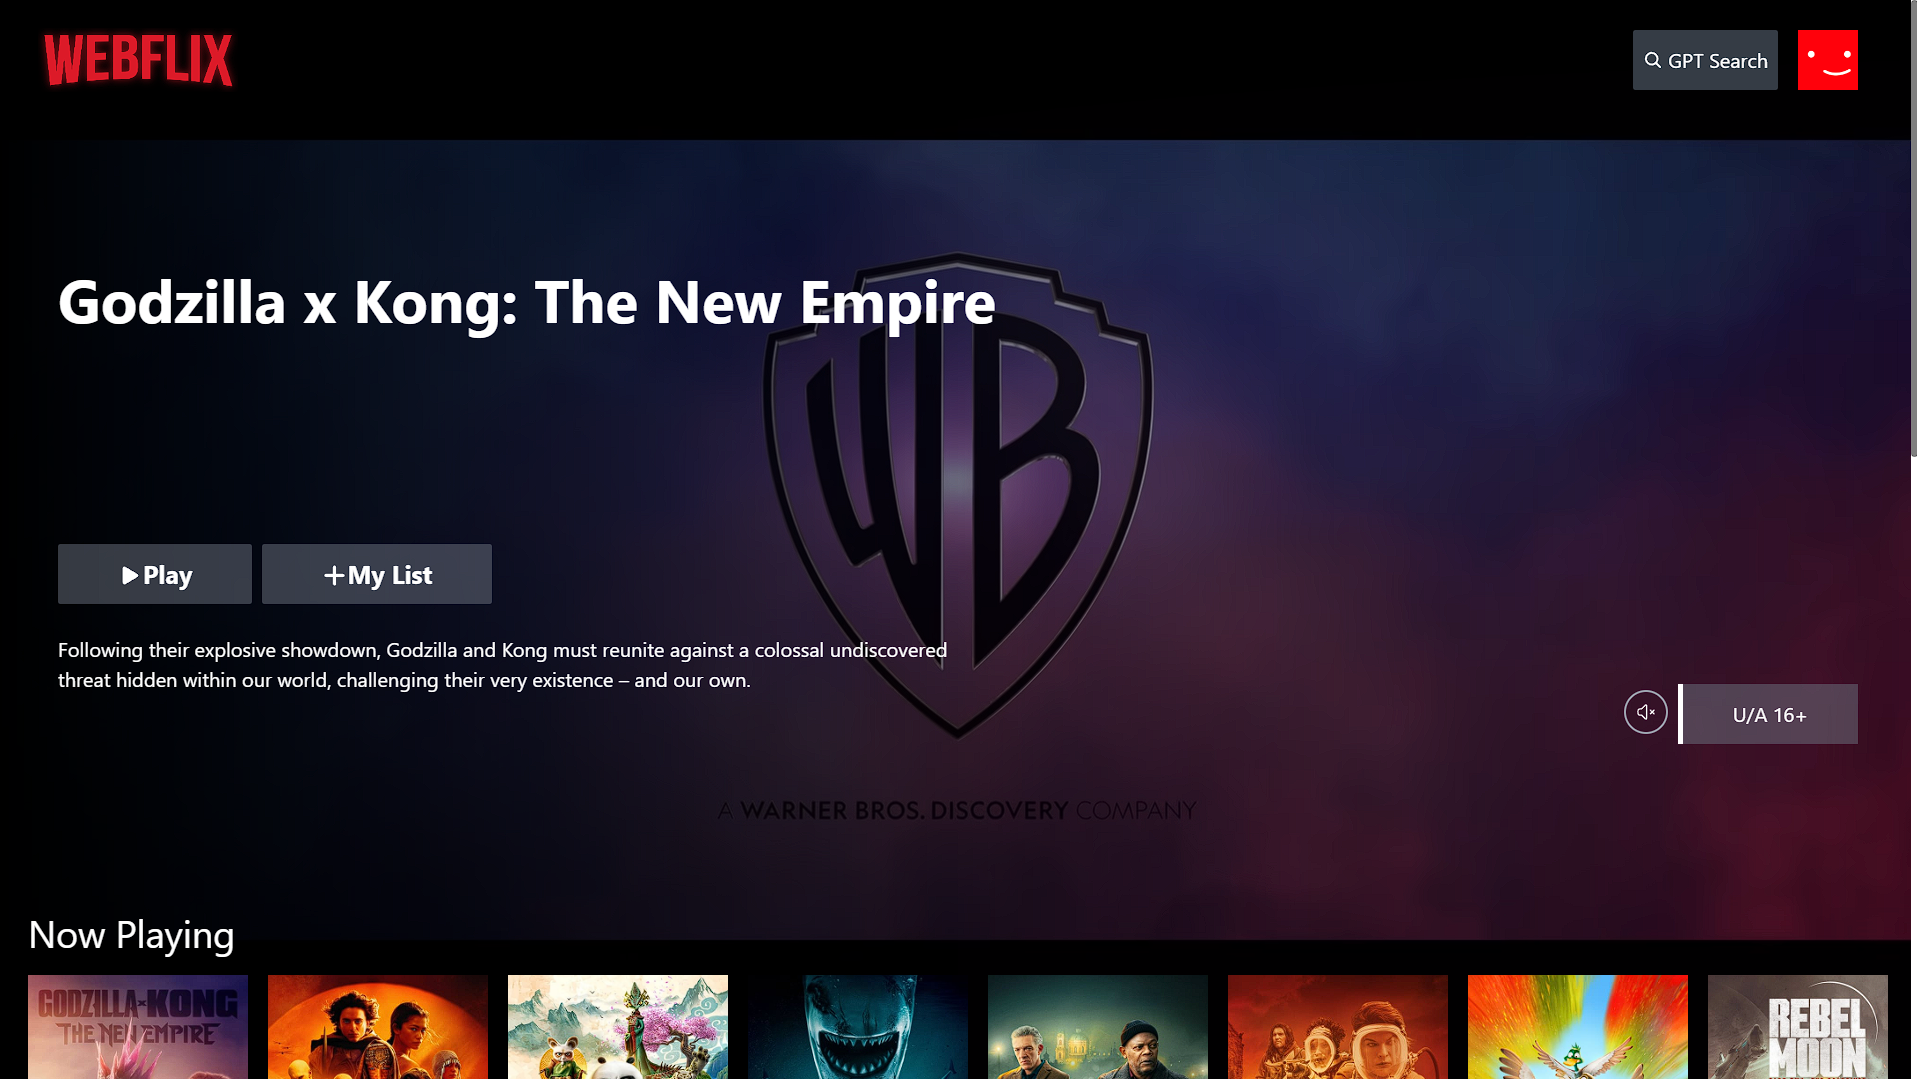 WEBFLIX
GPT Search
Godzilla x Kong: The New Empire
WB
Play
My List
Following their explosive showdown, Godzilla and Kong must reunite against a colossal undiscovered
threat hidden within our world, challenging their very existence – and our own.
U/A 16+
A WARNER BROS. DISCOVERY COMPANY
Now Playing
GODZILLA x KONG
THE NEW EMPIRE
REBEL
MOON